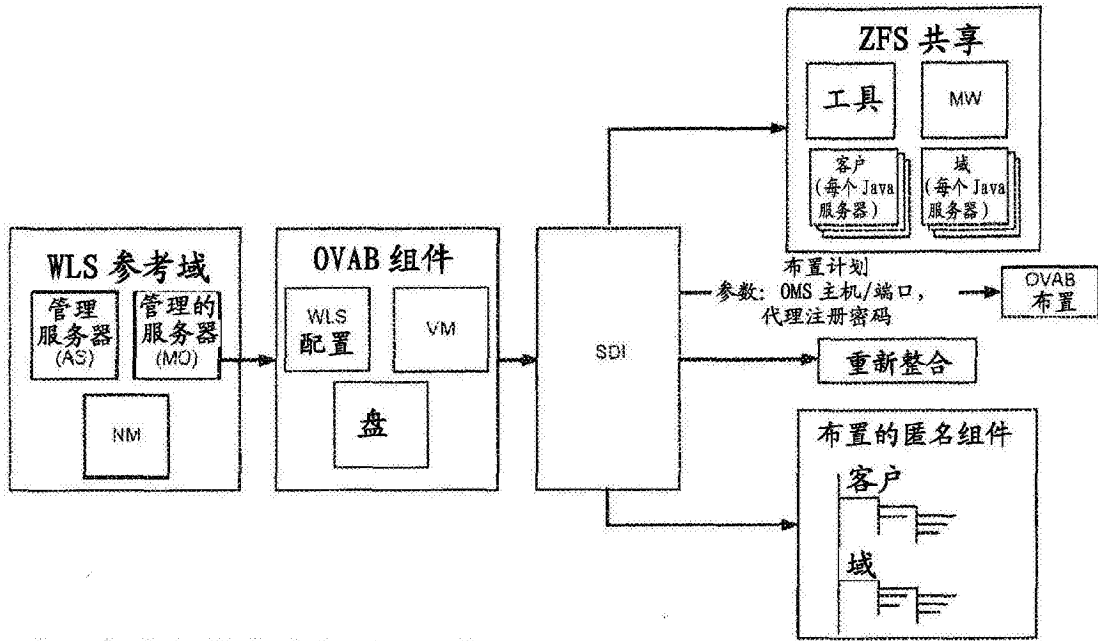 ZFS 共享
工具
MW
客户
(每个 Java
服务器)
域
(每个 Java
服务器)
WLS 参考域
管理
服务器
(AS)
管理的
服务器
(MO)
NM
OVAB 组件
WLS
配置
VM
盘
SDI
布置计划
参数: OMS 主机/端口,
代理注册密码
OVAB
布置
重新整合
布置的匿名组件
客户
域